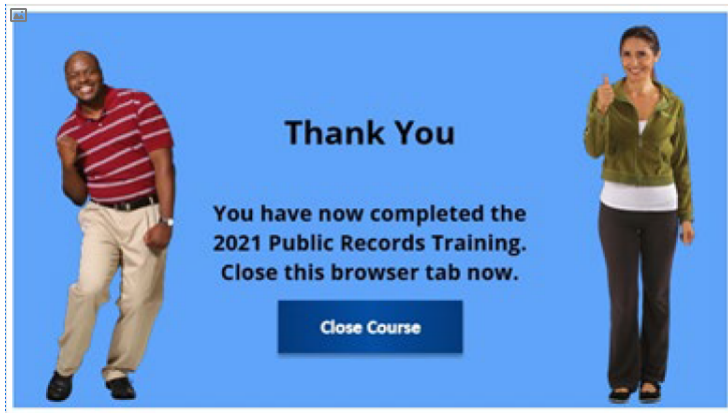 Thank You
You have now completed the
2021 Public Records Training.
Close this browser tab now.
Close Course